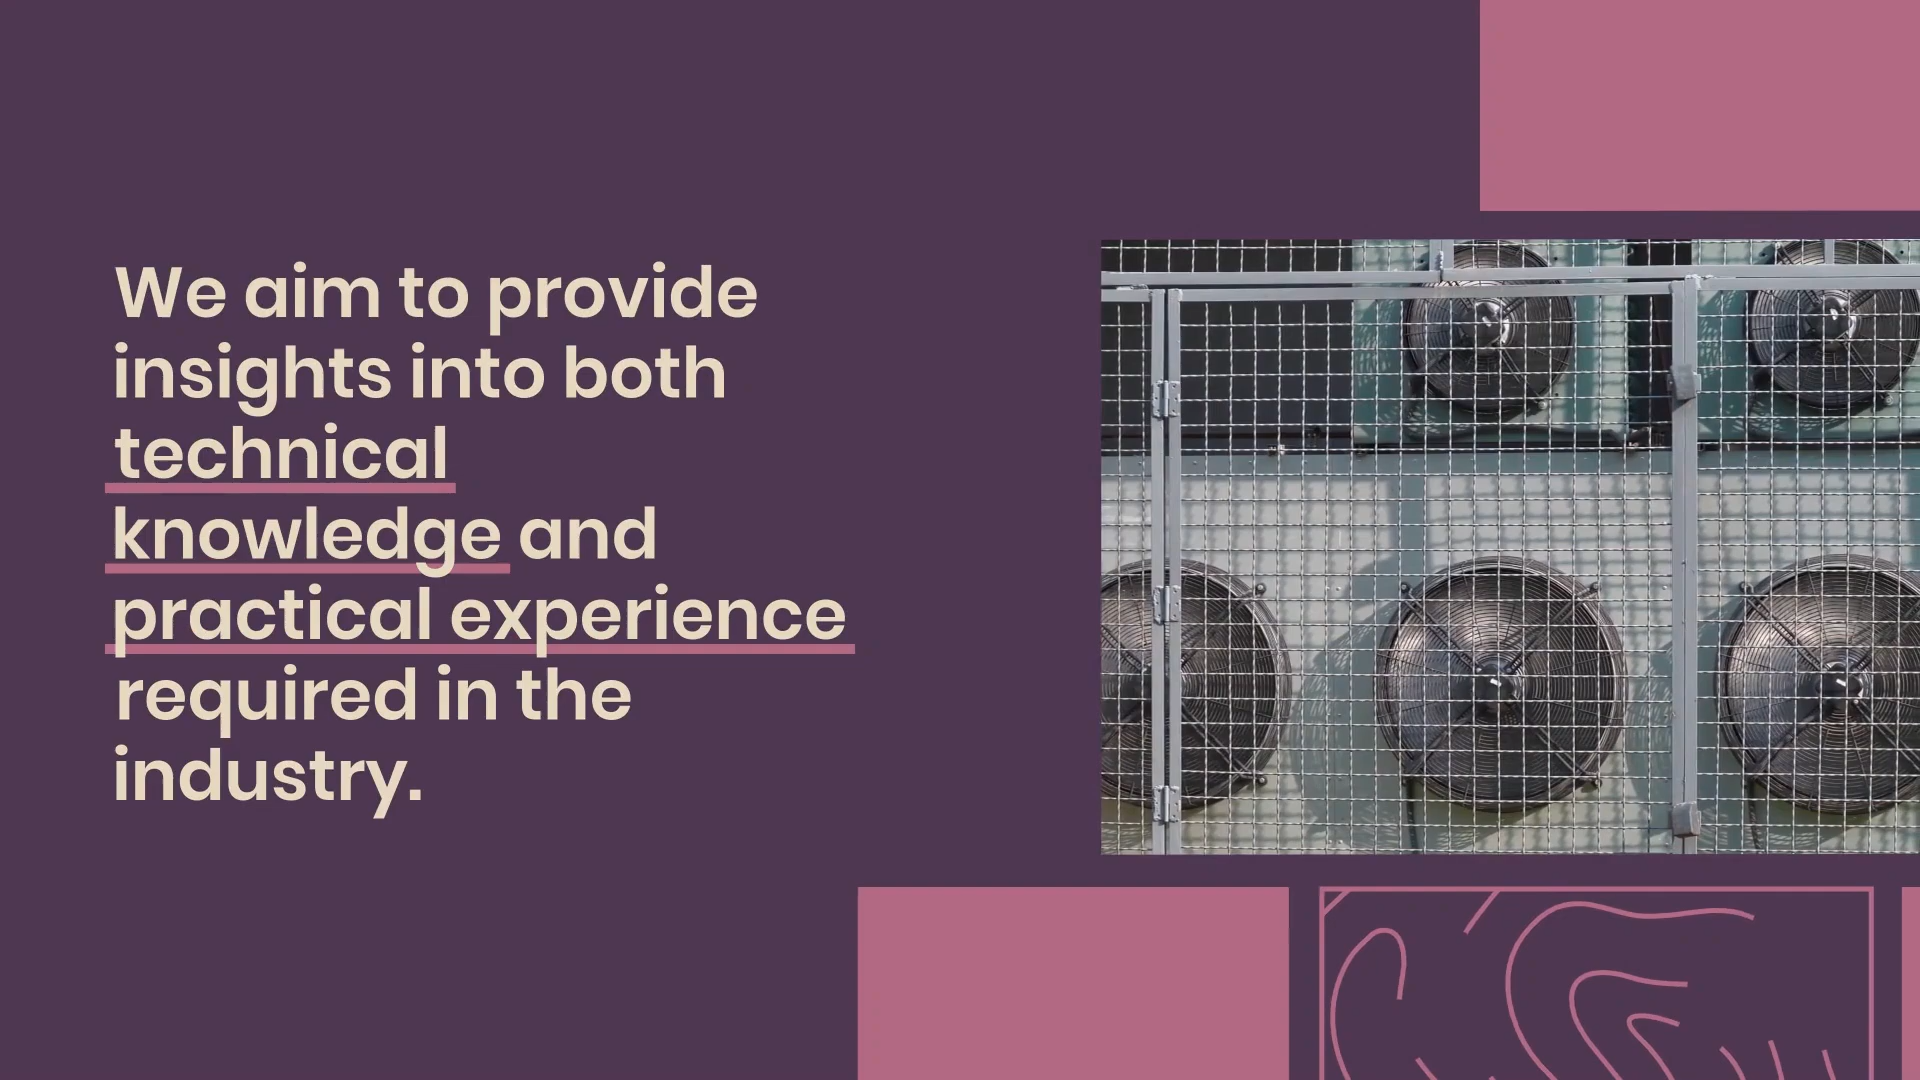 We aim to provide
insights into both
technical
knowledge and
practical experience
required in the
industry.